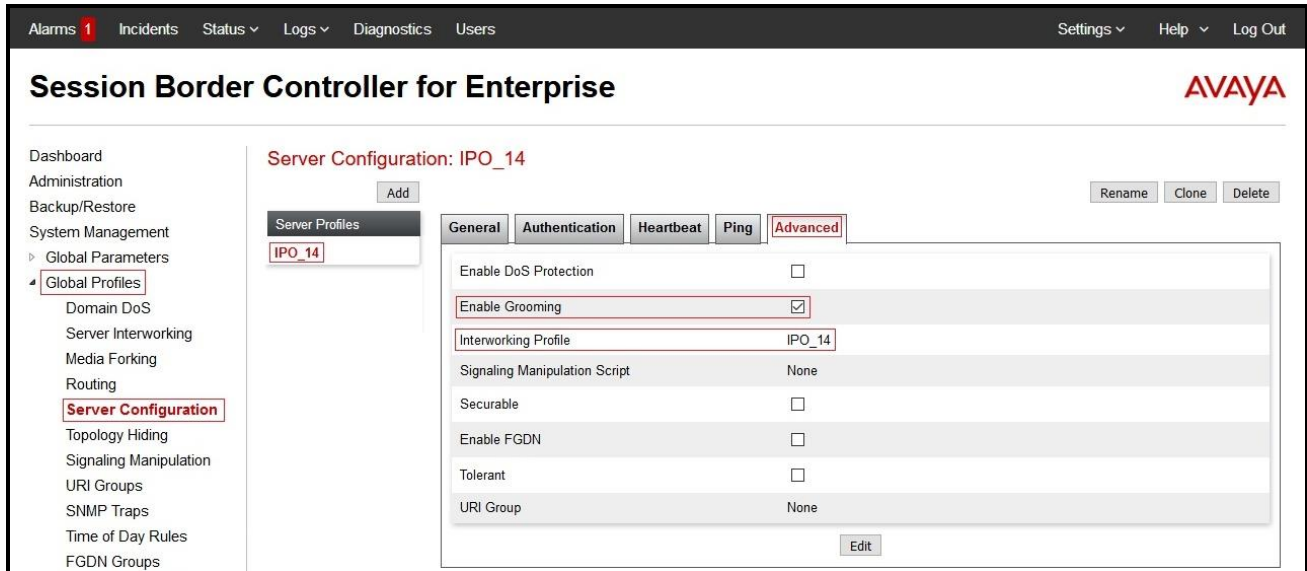 Alarms 1 Incidents Status Logs Diagnostics Users Settings Help Log Out
Session Border Controller for Enterprise
AVAYA
Dashboard
Administration
Backup/Restore
System Management
Global Parameters
Global Profiles
Domain DoS
Server Interworking
Media Forking
Routing
Server Configuration
Topology Hiding
Signaling Manipulation
URI Groups
SNMP Traps
Time of Day Rules
FGDN Groups
Server Configuration: IPO_14
Add
Rename Clone Delete
Server Profiles
IPO_14
General Authentication Heartbeat Ping Advanced
Enable DoS Protection
Enable Grooming
Interworking Profile IPO_14
Signaling Manipulation Script None
Securable
Enable FGDN
Tolerant
URI Group None
Edit